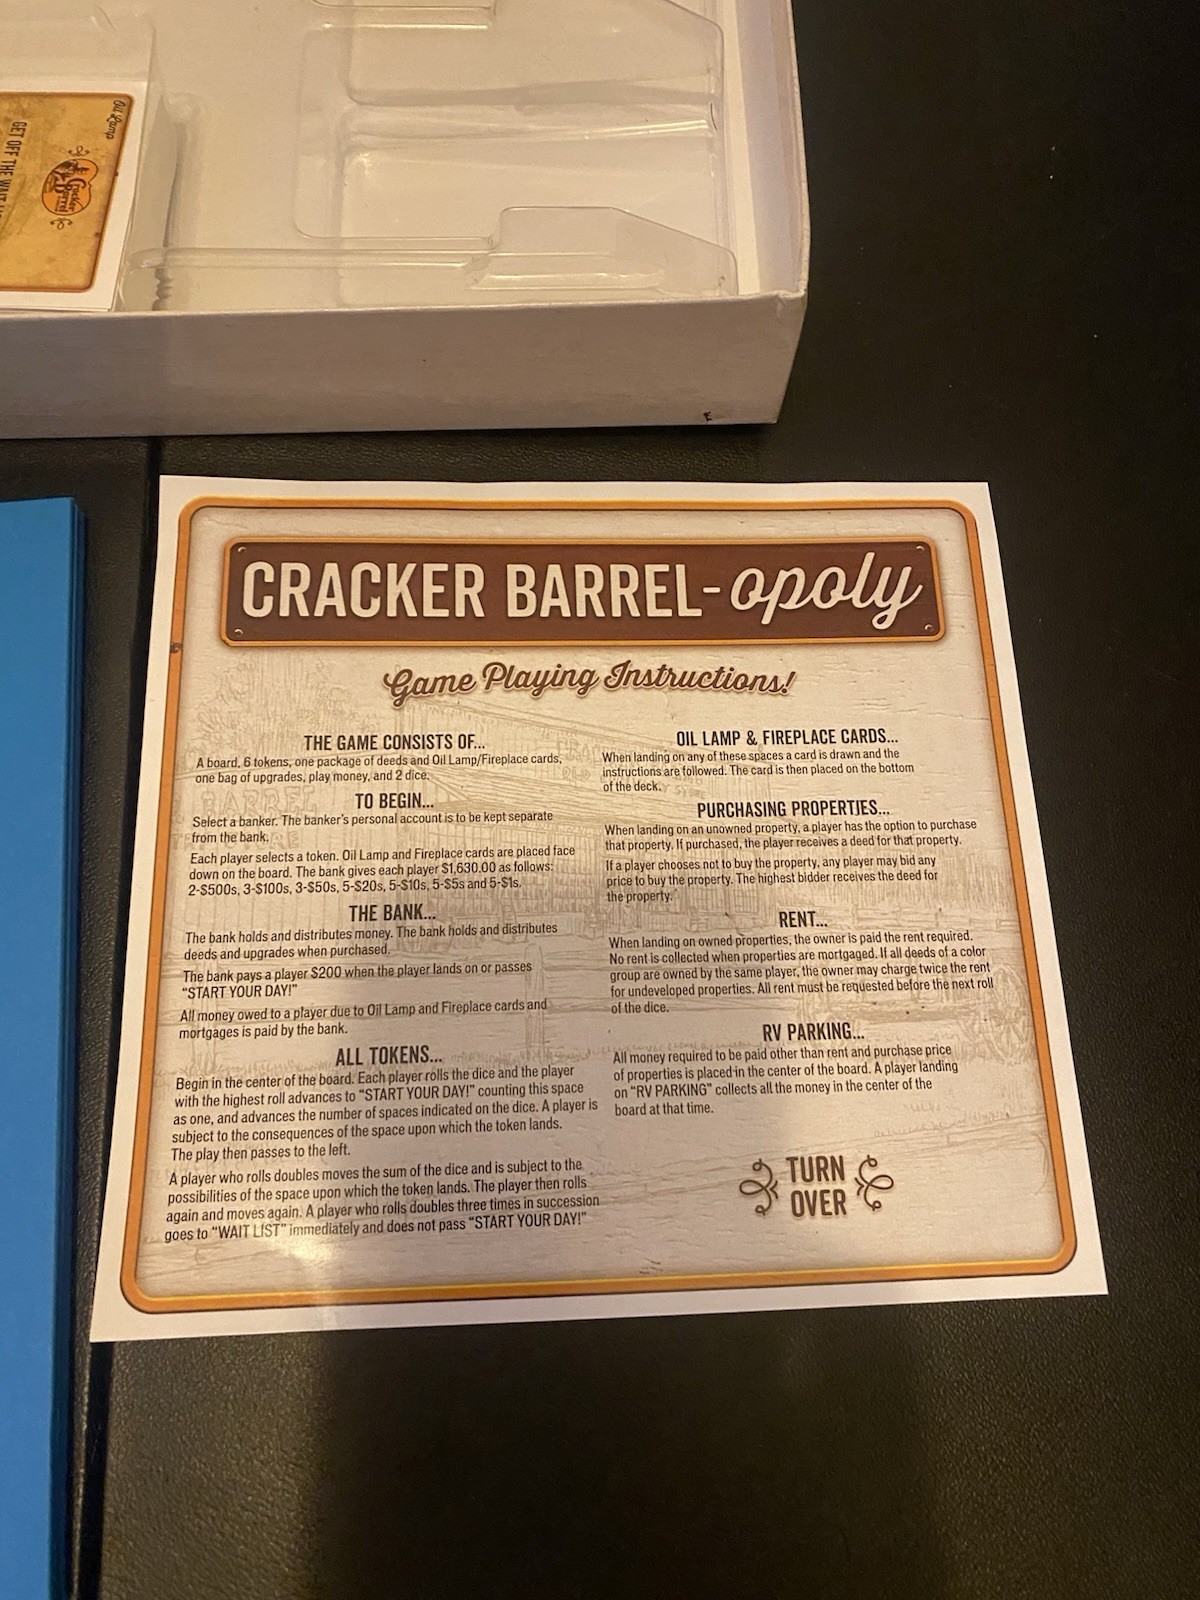 Oil Lamp
GET OFF THE WAIT
Cracker
Barrel
CRACKER BARREL-opoly
Game Playing Instructions!
THE GAME CONSISTS OF...
A board, 6 tokens, one package of deeds and Oil Lamp/Fireplace cards,
one bag of upgrades, play money, and 2 dice.
TO BEGIN...
Select a banker. The banker's personal account is to be kept separate
from the bank.
Each player selects a token. Oil Lamp and Fireplace cards are placed face
down on the board. The bank gives each player $1,630.00 as follows:
2-$500s, 3-$100s, 3-$50s, 5-$20s, 5-$10s, 5-$5s and 5-$1s.
THE BANK...
The bank holds and distributes money. The bank holds and distributes
deeds and upgrades when purchased.
The bank pays a player $200 when the player lands on or passes
"START YOUR DAY!"
All money owed to a player due to Oil Lamp and Fireplace cards and
mortgages is paid by the bank.
ALL TOKENS...
Begin in the center of the board. Each player rolls the dice and the player
with the highest roll advances to "START YOUR DAY!" counting this space
as one, and advances the number of spaces indicated on the dice. A player is
subject to the consequences of the space upon which the token lands.
The play then passes to the left.
A player who rolls doubles moves the sum of the dice and is subject to the
possibilities of the space upon which the token lands. The player then rolls
again and moves again. A player who rolls doubles three times in succession
goes to "WAIT LIST" immediately and does not pass "START YOUR DAY!"
OIL LAMP & FIREPLACE CARDS...
When landing on any of these spaces a card is drawn and the
instructions are followed. The card is then placed on the bottom
of the deck.
PURCHASING PROPERTIES...
When landing on an unowned property, a player has the option to purchase
that property. If purchased, the player receives a deed for that property.
If a player chooses not to buy the property, any player may bid any
price to buy the property. The highest bidder receives the deed for
the property.
RENT...
When landing on owned properties, the owner is paid the rent required.
No rent is collected when properties are mortgaged. If all deeds of a color
group are owned by the same player, the owner may charge twice the rent
for undeveloped properties. All rent must be requested before the next roll
of the dice.
RV PARKING...
All money required to be paid other than rent and purchase price
of properties is placed in the center of the board. A player landing
on "RV PARKING" collects all the money in the center of the
board at that time.
TURN
OVER